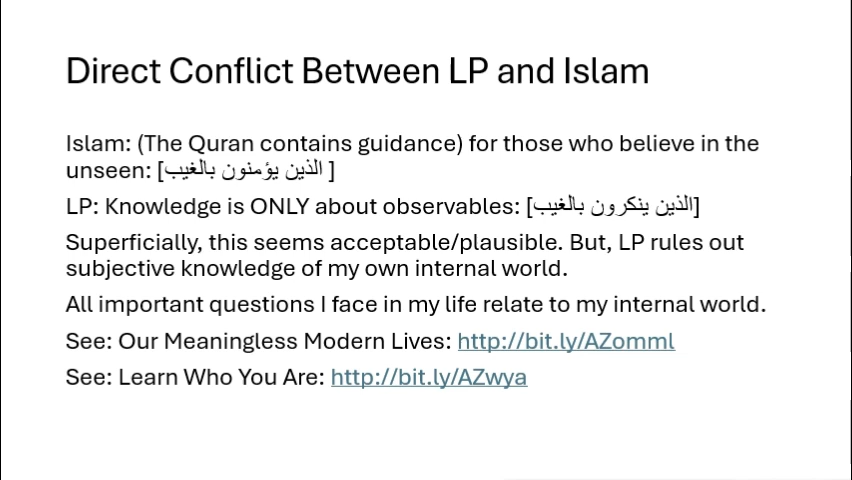 Direct Conflict Between LP and Islam
Islam: (The Quran contains guidance) for those who believe in the
unseen: [الذين يؤمنون بالغيب ]
LP: Knowledge is ONLY about observables: [الذين ينكرون بالغيب]
Superficially, this seems acceptable/plausible. But, LP rules out
subjective knowledge of my own internal world.
All important questions I face in my life relate to my internal world.
See: Our Meaningless Modern Lives: http://bit.ly/AZomml
See: Learn Who You Are: http://bit.ly/AZwya